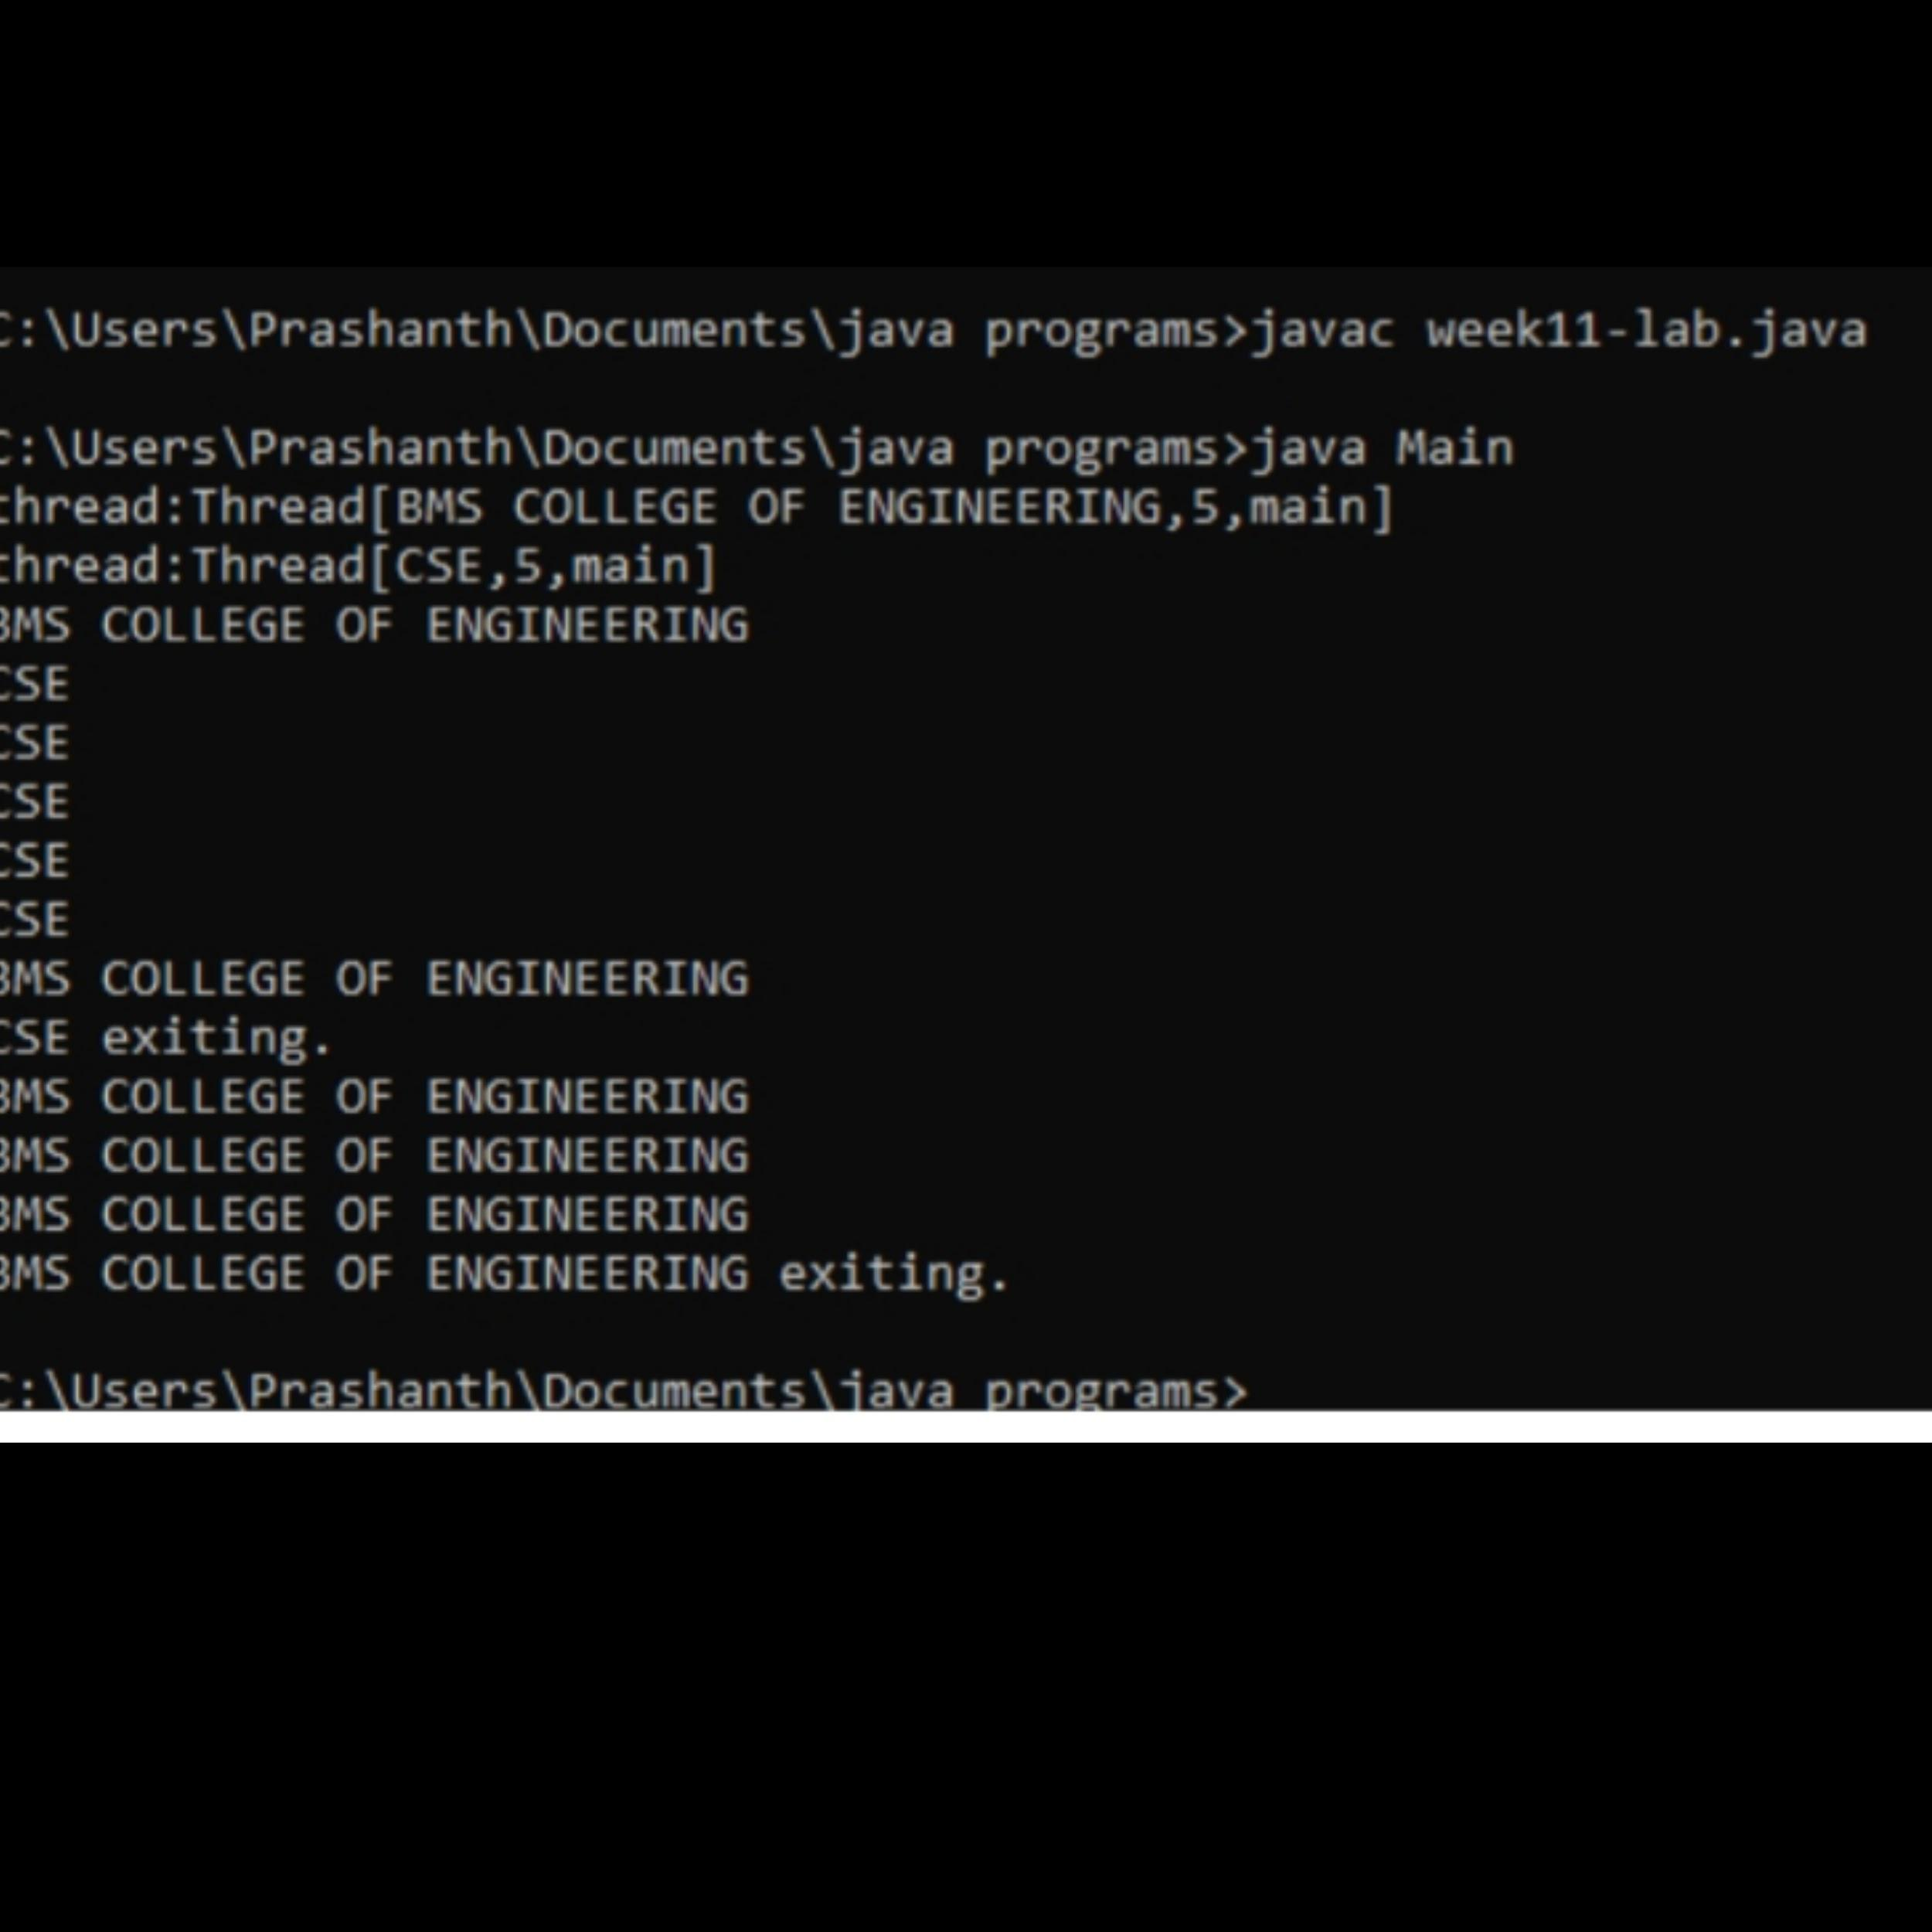 C:\Users\Prashanth\Documents\java programs>javac week11-lab.java
C:\Users\Prashanth\Documents\java programs>java Main
thread:Thread[BMS COLLEGE OF ENGINEERING,5,main]
thread:Thread[CSE,5,main]
BMS COLLEGE OF ENGINEERING
CSE
CSE
CSE
CSE
CSE
BMS COLLEGE OF ENGINEERING
CSE exiting.
BMS COLLEGE OF ENGINEERING
BMS COLLEGE OF ENGINEERING
BMS COLLEGE OF ENGINEERING
BMS COLLEGE OF ENGINEERING exiting.
C:\Users\Prashanth\Documents\java programs>